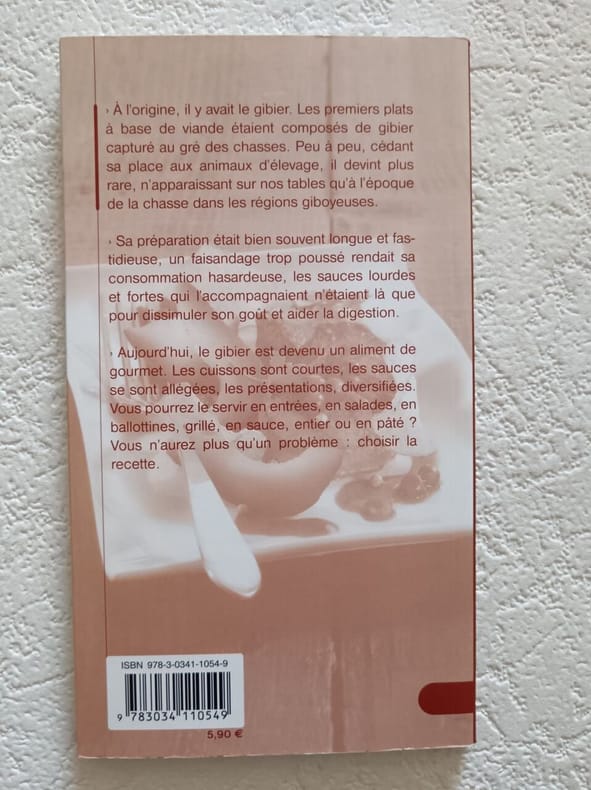 › À l'origine, il y avait le gibier. Les premiers plats
à base de viande étaient composés de gibier
capturé au gré des chasses. Peu à peu, cédant
sa place aux animaux d'élevage, il devint plus
rare, n'apparaissant sur nos tables qu'à l'époque
de la chasse dans les régions giboyeuses.
› Sa préparation était bien souvent longue et fas-
tidieuse, un faisandage trop poussé rendait sa
consommation hasardeuse, les sauces lourdes
et fortes qui l'accompagnaient n'étaient là que
pour dissimuler son goût et aider la digestion.
› Aujourd'hui, le gibier est devenu un aliment de
gourmet. Les cuissons sont courtes, les sauces
se sont allégées, les présentations, diversifiées.
Vous pourrez le servir en entrées, en salades, en
ballottines, grillé, en sauce, entier ou en pâté ?
Vous n'aurez plus qu'un problème : choisir la
recette.
ISBN 978-3-0341-1054-9
9 783034 110549
5,90 €